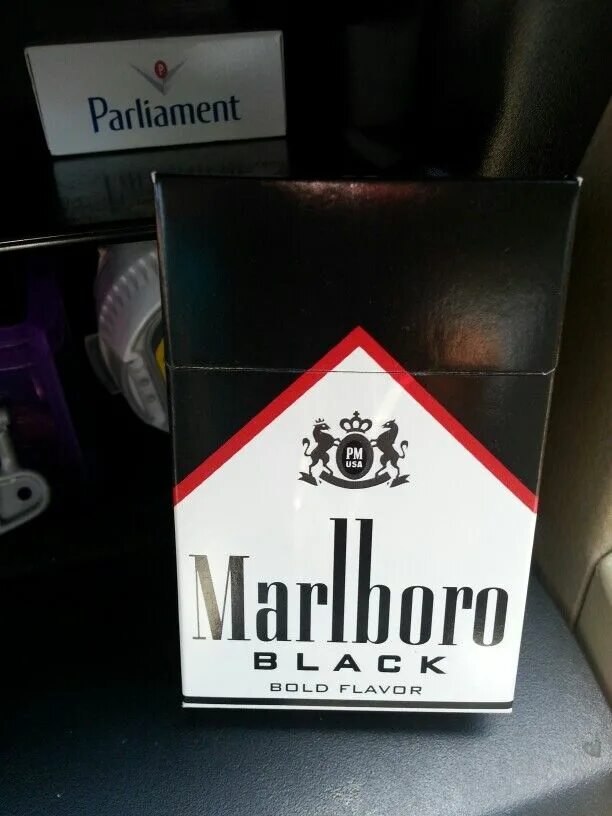 P
Parliament
PM
USA
Marlboro
BLACK
BOLD FLAVOR